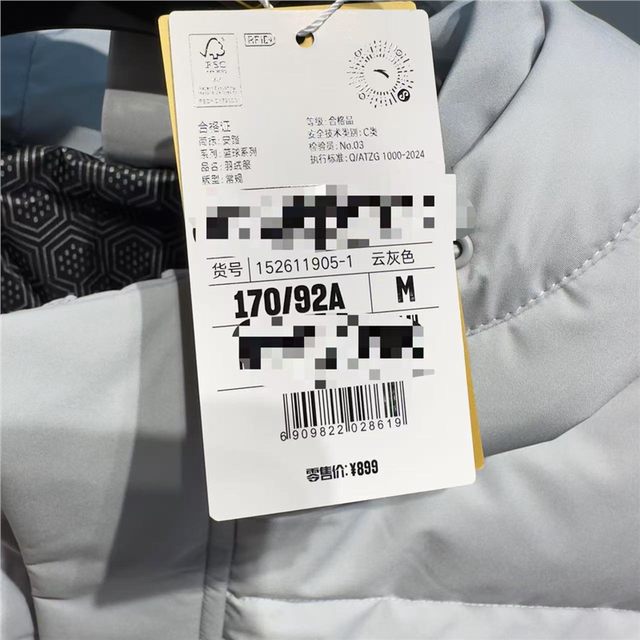 FSC
RFID
合格证
商标:安踏
系列:篮球系列
品名:羽绒服
版型:常规
等级:合格品
安全技术类别:C类
检验员:No.03
执行标准:Q/ATZG 1000-2024
货号 152611905-1 云灰色
170/92A M
6 909822 028619
零售价:¥899